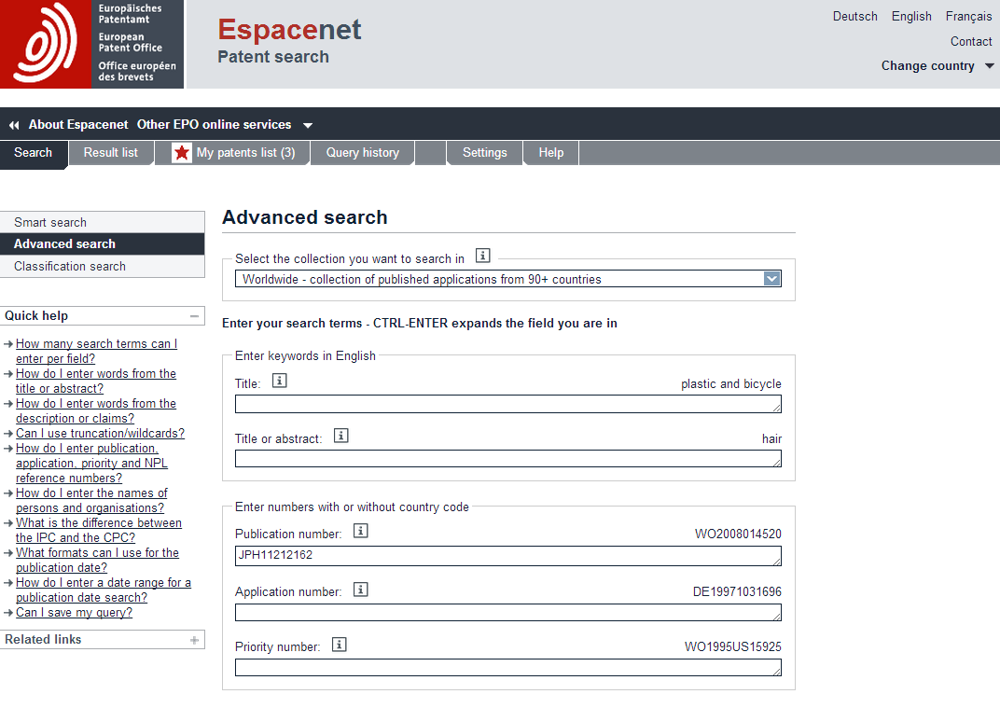 Europäisches
Patentamt
European
Patent Office
Office européen
des brevets
Espacenet
Patent search
Deutsch English Français
Contact
Change country
About Espacenet Other EPO online services
Search Result list My patents list (3) Query history Settings Help
Smart search
Advanced search
Classification search
Quick help
How many search terms can I
enter per field?
How do I enter words from the
title or abstract?
How do I enter words from the
description or claims?
Can I use truncation/wildcards?
How do I enter publication,
application, priority and NPL
reference numbers?
How do I enter the names of
persons and organisations?
What is the difference between
the IPC and the CPC?
What formats can I use for the
publication date?
How do I enter a date range for a
publication date search?
Can I save my query?
Related links
Advanced search
Select the collection you want to search in
Worldwide - collection of published applications from 90+ countries
Enter your search terms - CTRL-ENTER expands the field you are in
Enter keywords in English
Title: plastic and bicycle
Title or abstract: hair
Enter numbers with or without country code
Publication number: WO2008014520
JPH11212162
Application number: DE19971031696
Priority number: WO1995US15925